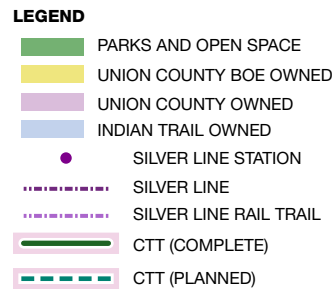 LEGEND
PARKS AND OPEN SPACE
UNION COUNTY BOE OWNED
UNION COUNTY OWNED
INDIAN TRAIL OWNED
SILVER LINE STATION
SILVER LINE
SILVER LINE RAIL TRAIL
CTT (COMPLETE)
CTT (PLANNED)